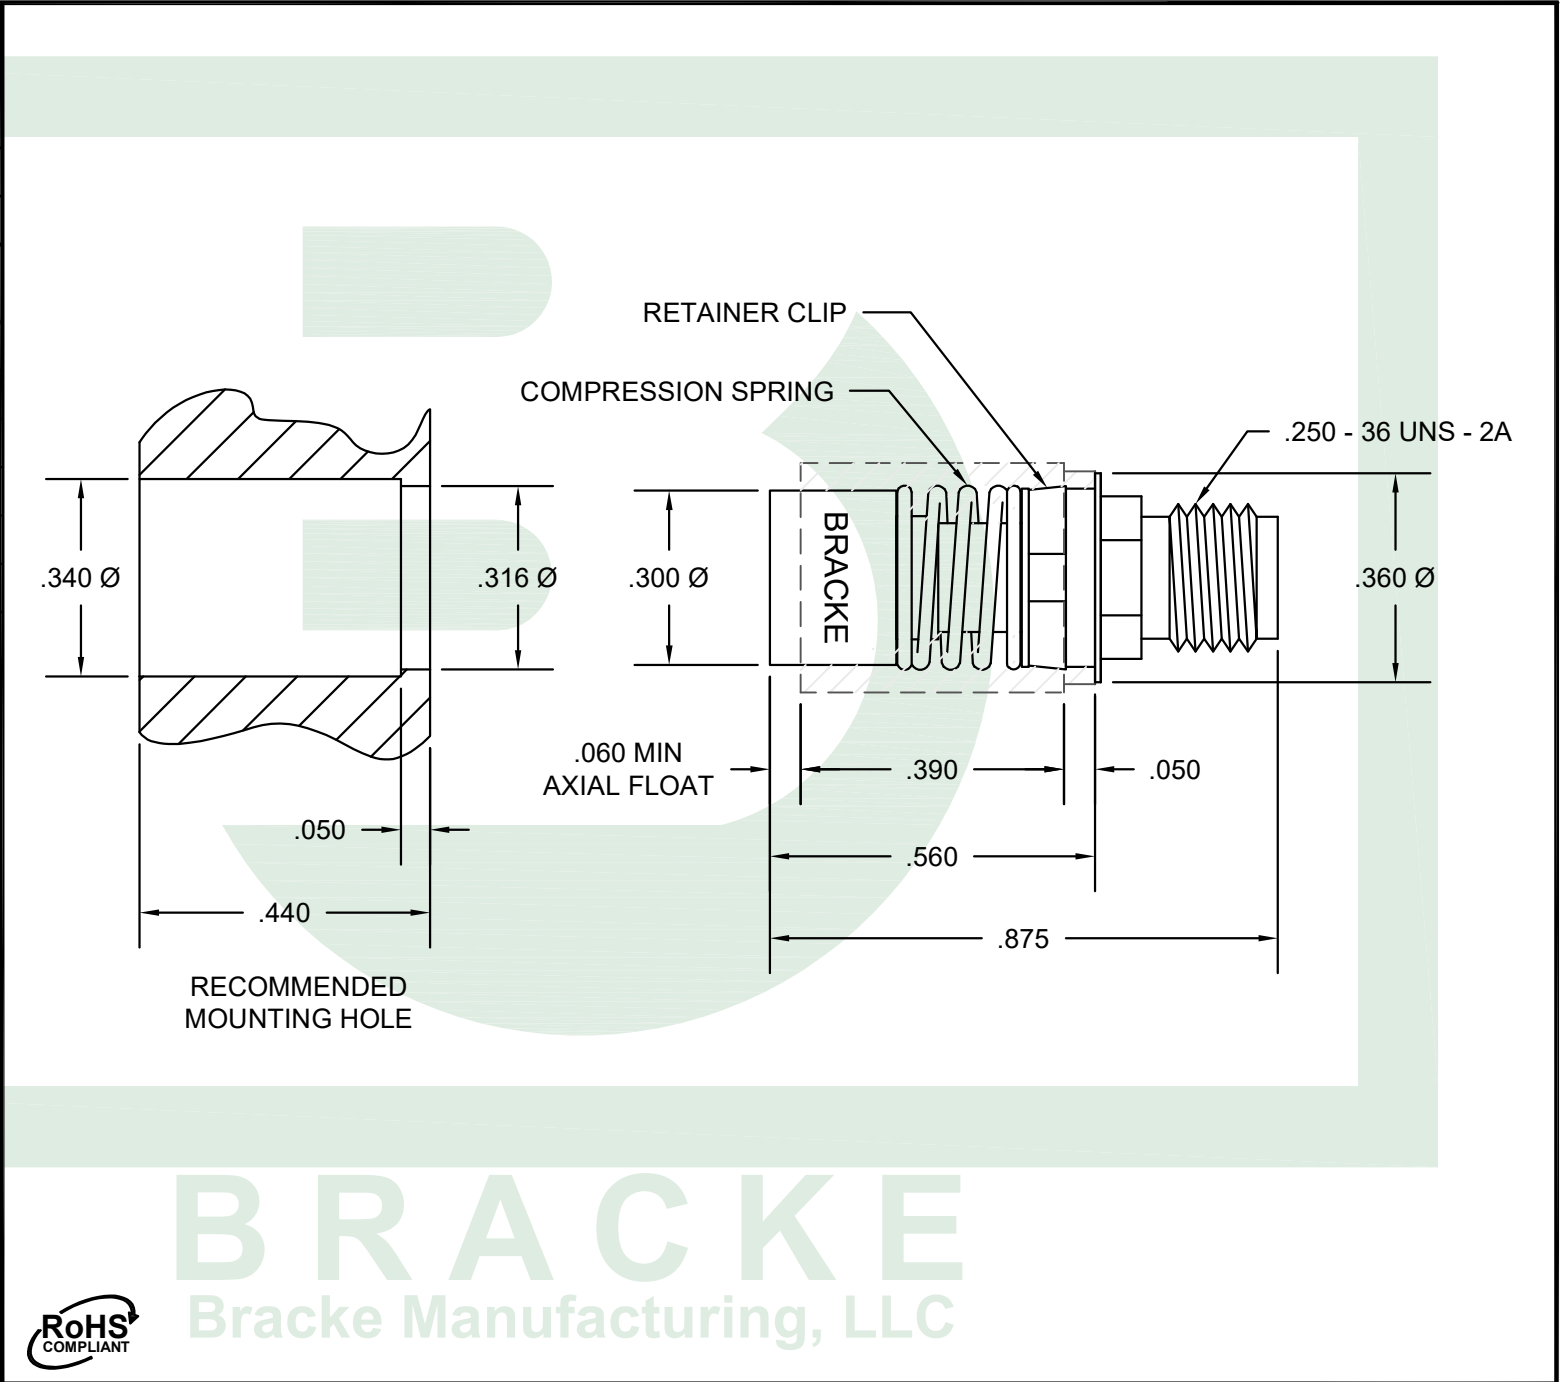 RETAINER CLIP
COMPRESSION SPRING
.250 - 36 UNS - 2A
.340 Ø
.316 Ø
.300 Ø
BRACKE
.360 Ø
.060 MIN
AXIAL FLOAT
.390
.050
.050
.560
.440
.875
RECOMMENDED
MOUNTING HOLE
BRACKE
Bracke Manufacturing, LLC
RoHS
COMPLIANT